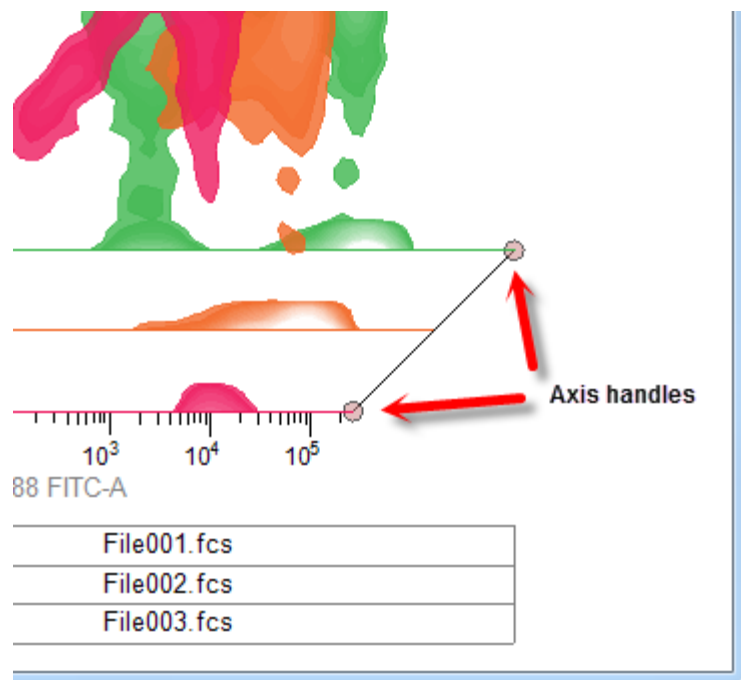 Axis handles
10³ 10⁴ 10⁵
88 FITC-A
File001.fcs
File002.fcs
File003.fcs